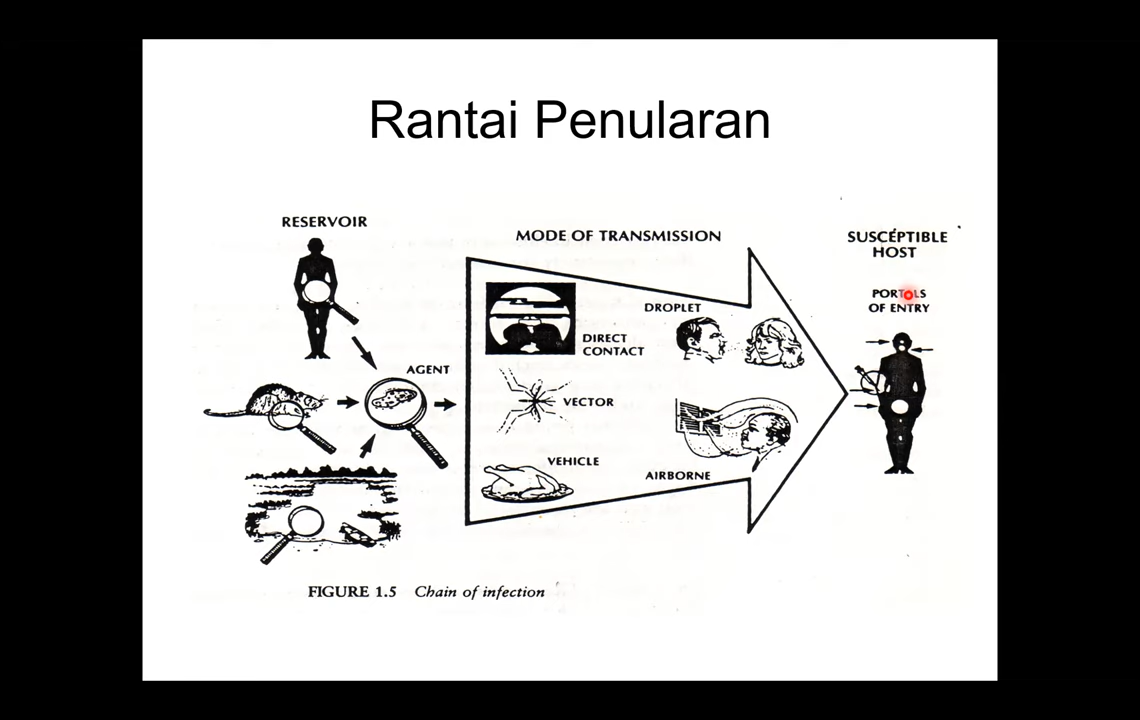 Rantai Penularan
RESERVOIR
MODE OF TRANSMISSION
SUSCÉPTIBLE
HOST
PORTOLS
OF ENTRY
DROPLET
DIRECT
CONTACT
AGENT
VECTOR
VEHICLE
AIRBORNE
FIGURE 1.5 Chain of infection